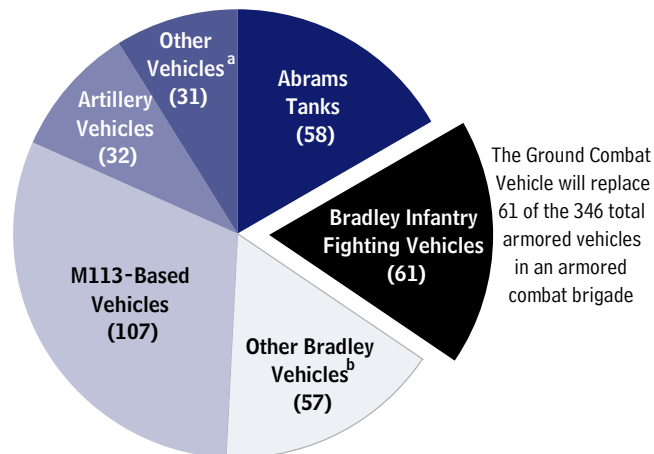 Other
Vehicles a
(31)
Abrams
Tanks
(58)
Artillery
Vehicles
(32)
Bradley Infantry
Fighting Vehicles
(61)
The Ground Combat
Vehicle will replace
61 of the 346 total
armored vehicles
in an armored
combat brigade
M113-Based
Vehicles
(107)
Other Bradley
Vehicles b
(57)